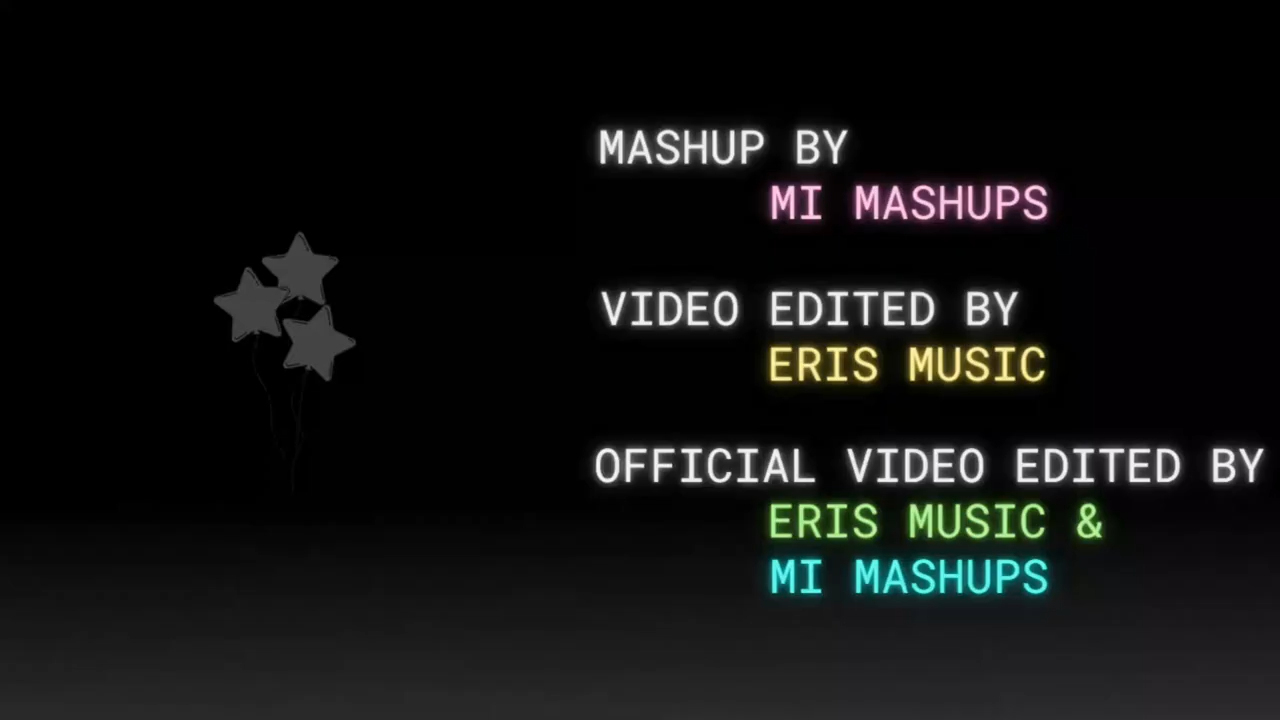 MASHUP BY
MI MASHUPS
VIDEO EDITED BY
ERIS MUSIC
OFFICIAL VIDEO EDITED BY
ERIS MUSIC &
MI MASHUPS